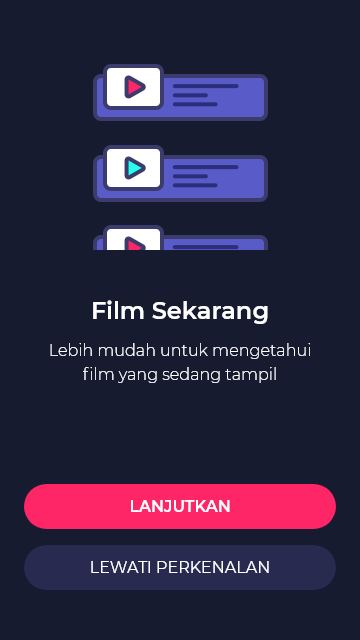 Film Sekarang
Lebih mudah untuk mengetahui
film yang sedang tampil
LANJUTKAN
LEWATI PERKENALAN